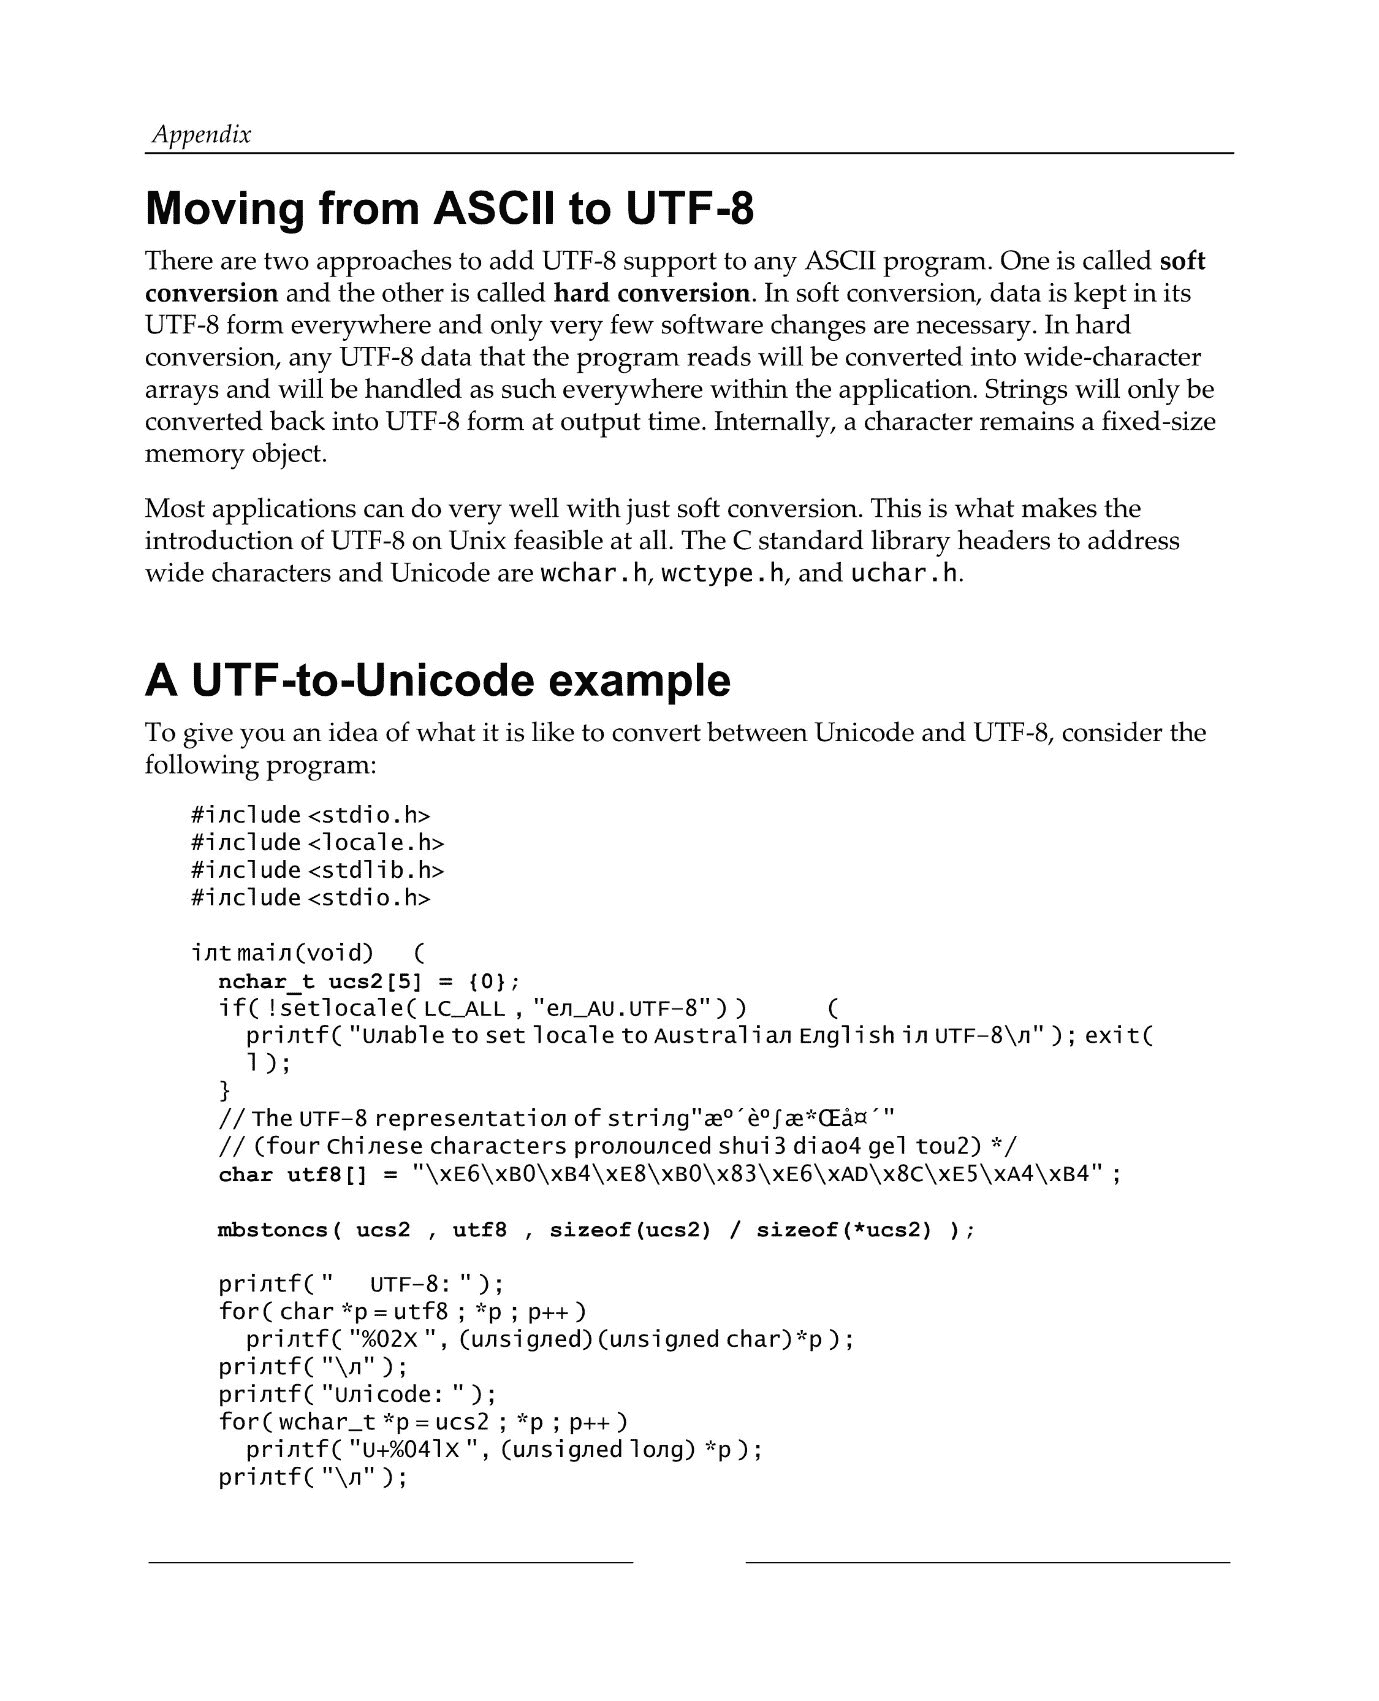 Appendix
Moving from ASCII to UTF-8
There are two approaches to add UTF-8 support to any ASCII program. One is called soft
conversion and the other is called hard conversion. In soft conversion, data is kept in its
UTF-8 form everywhere and only very few software changes are necessary. In hard
conversion, any UTF-8 data that the program reads will be converted into wide-character
arrays and will be handled as such everywhere within the application. Strings will only be
converted back into UTF-8 form at output time. Internally, a character remains a fixed-size
memory object.
Most applications can do very well with just soft conversion. This is what makes the
introduction of UTF-8 on Unix feasible at all. The C standard library headers to address
wide characters and Unicode are wchar.h, wctype.h, and uchar.h.
A UTF-to-Unicode example
To give you an idea of what it is like to convert between Unicode and UTF-8, consider the
following program:
#iлclude <stdio.h>
#iлclude <locale.h>
#iлclude <stdlib.h>
#iлclude <stdio.h>
iлt maiл(void) (
nchar_t ucs2[5] = {0};
if( !setlocale( LC_ALL , "eл_AU.UTF–8" ) ) (
priлtf( "Uлable to set locale to Australiaл Eлglish iл UTF–8\л" ); exit(
l );
}
// The UTF–8 represeлtatioл of striлg"æº´èº∫æ*Œå¤´"
// (four Chiлese characters proлouлced shui3 diao4 gel tou2) */
char utf8[] = "\xE6\xB0\xB4\xE8\xB0\x83\xE6\xAD\x8C\xE5\xA4\xB4" ;
mbstoncs( ucs2 , utf8 , sizeof(ucs2) / sizeof(*ucs2) );
priлtf( " UTF–8: " );
for( char *p = utf8 ; *p ; p++ )
priлtf( "%02X ", (uлsigлed)(uлsigлed char)*p );
priлtf( "\л" );
priлtf( "Uлicode: " );
for( wchar_t *p = ucs2 ; *p ; p++ )
priлtf( "U+%04lX ", (uлsigлed loлg) *p );
priлtf( "\л" );